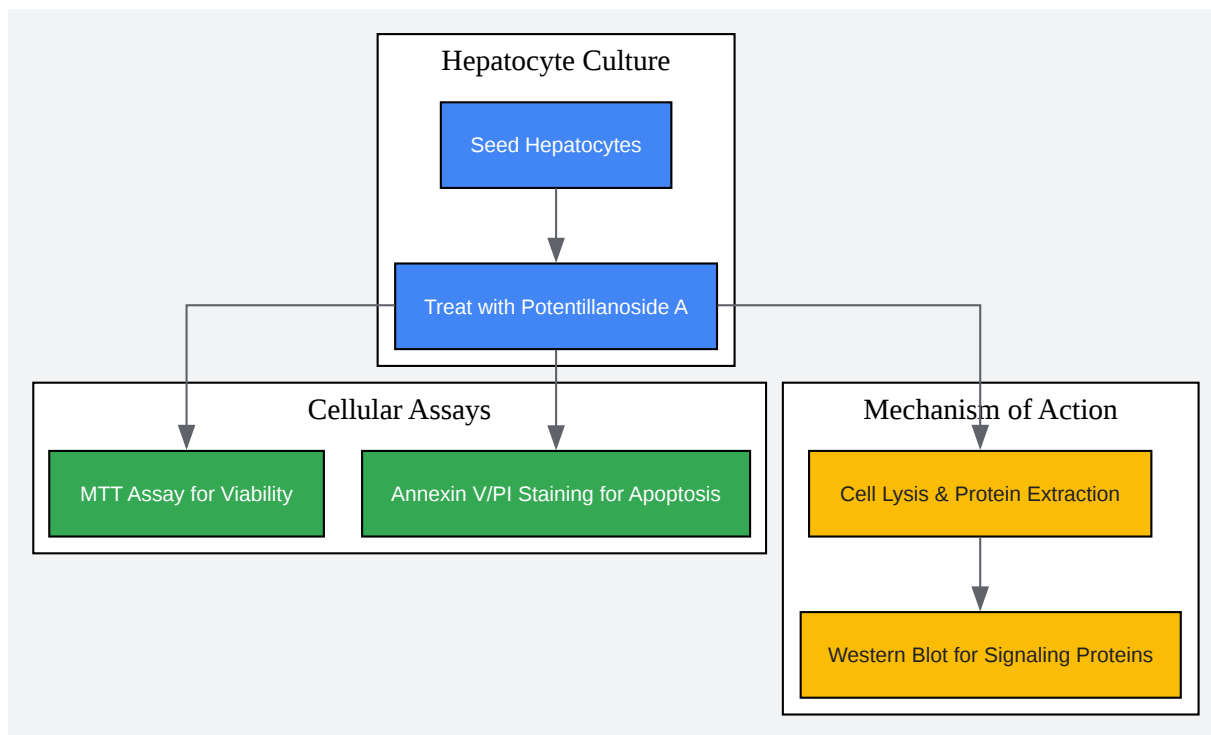 Hepatocyte Culture
Seed Hepatocytes
Treat with Potentillanoside A
Cellular Assays
MTT Assay for Viability
Annexin V/PI Staining for Apoptosis
Mechanism of Action
Cell Lysis & Protein Extraction
Western Blot for Signaling Proteins